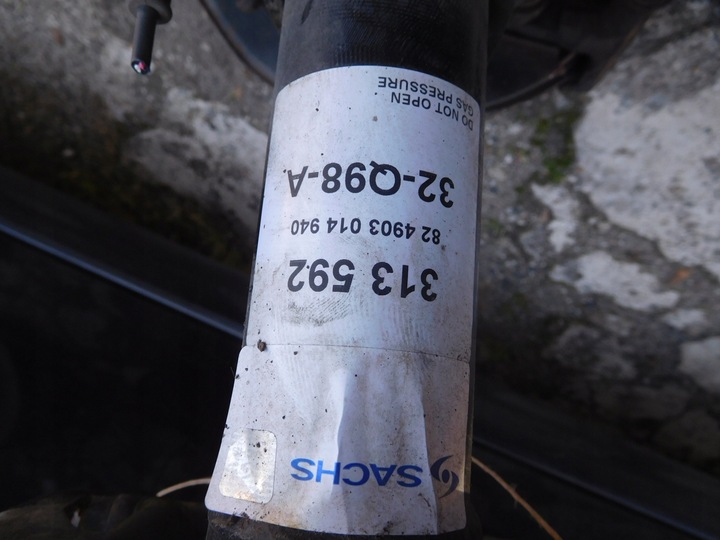 SACHS
313 592
82 4903 014 940
32-Q98-A
DO NOT OPEN
GAS PRESSURE